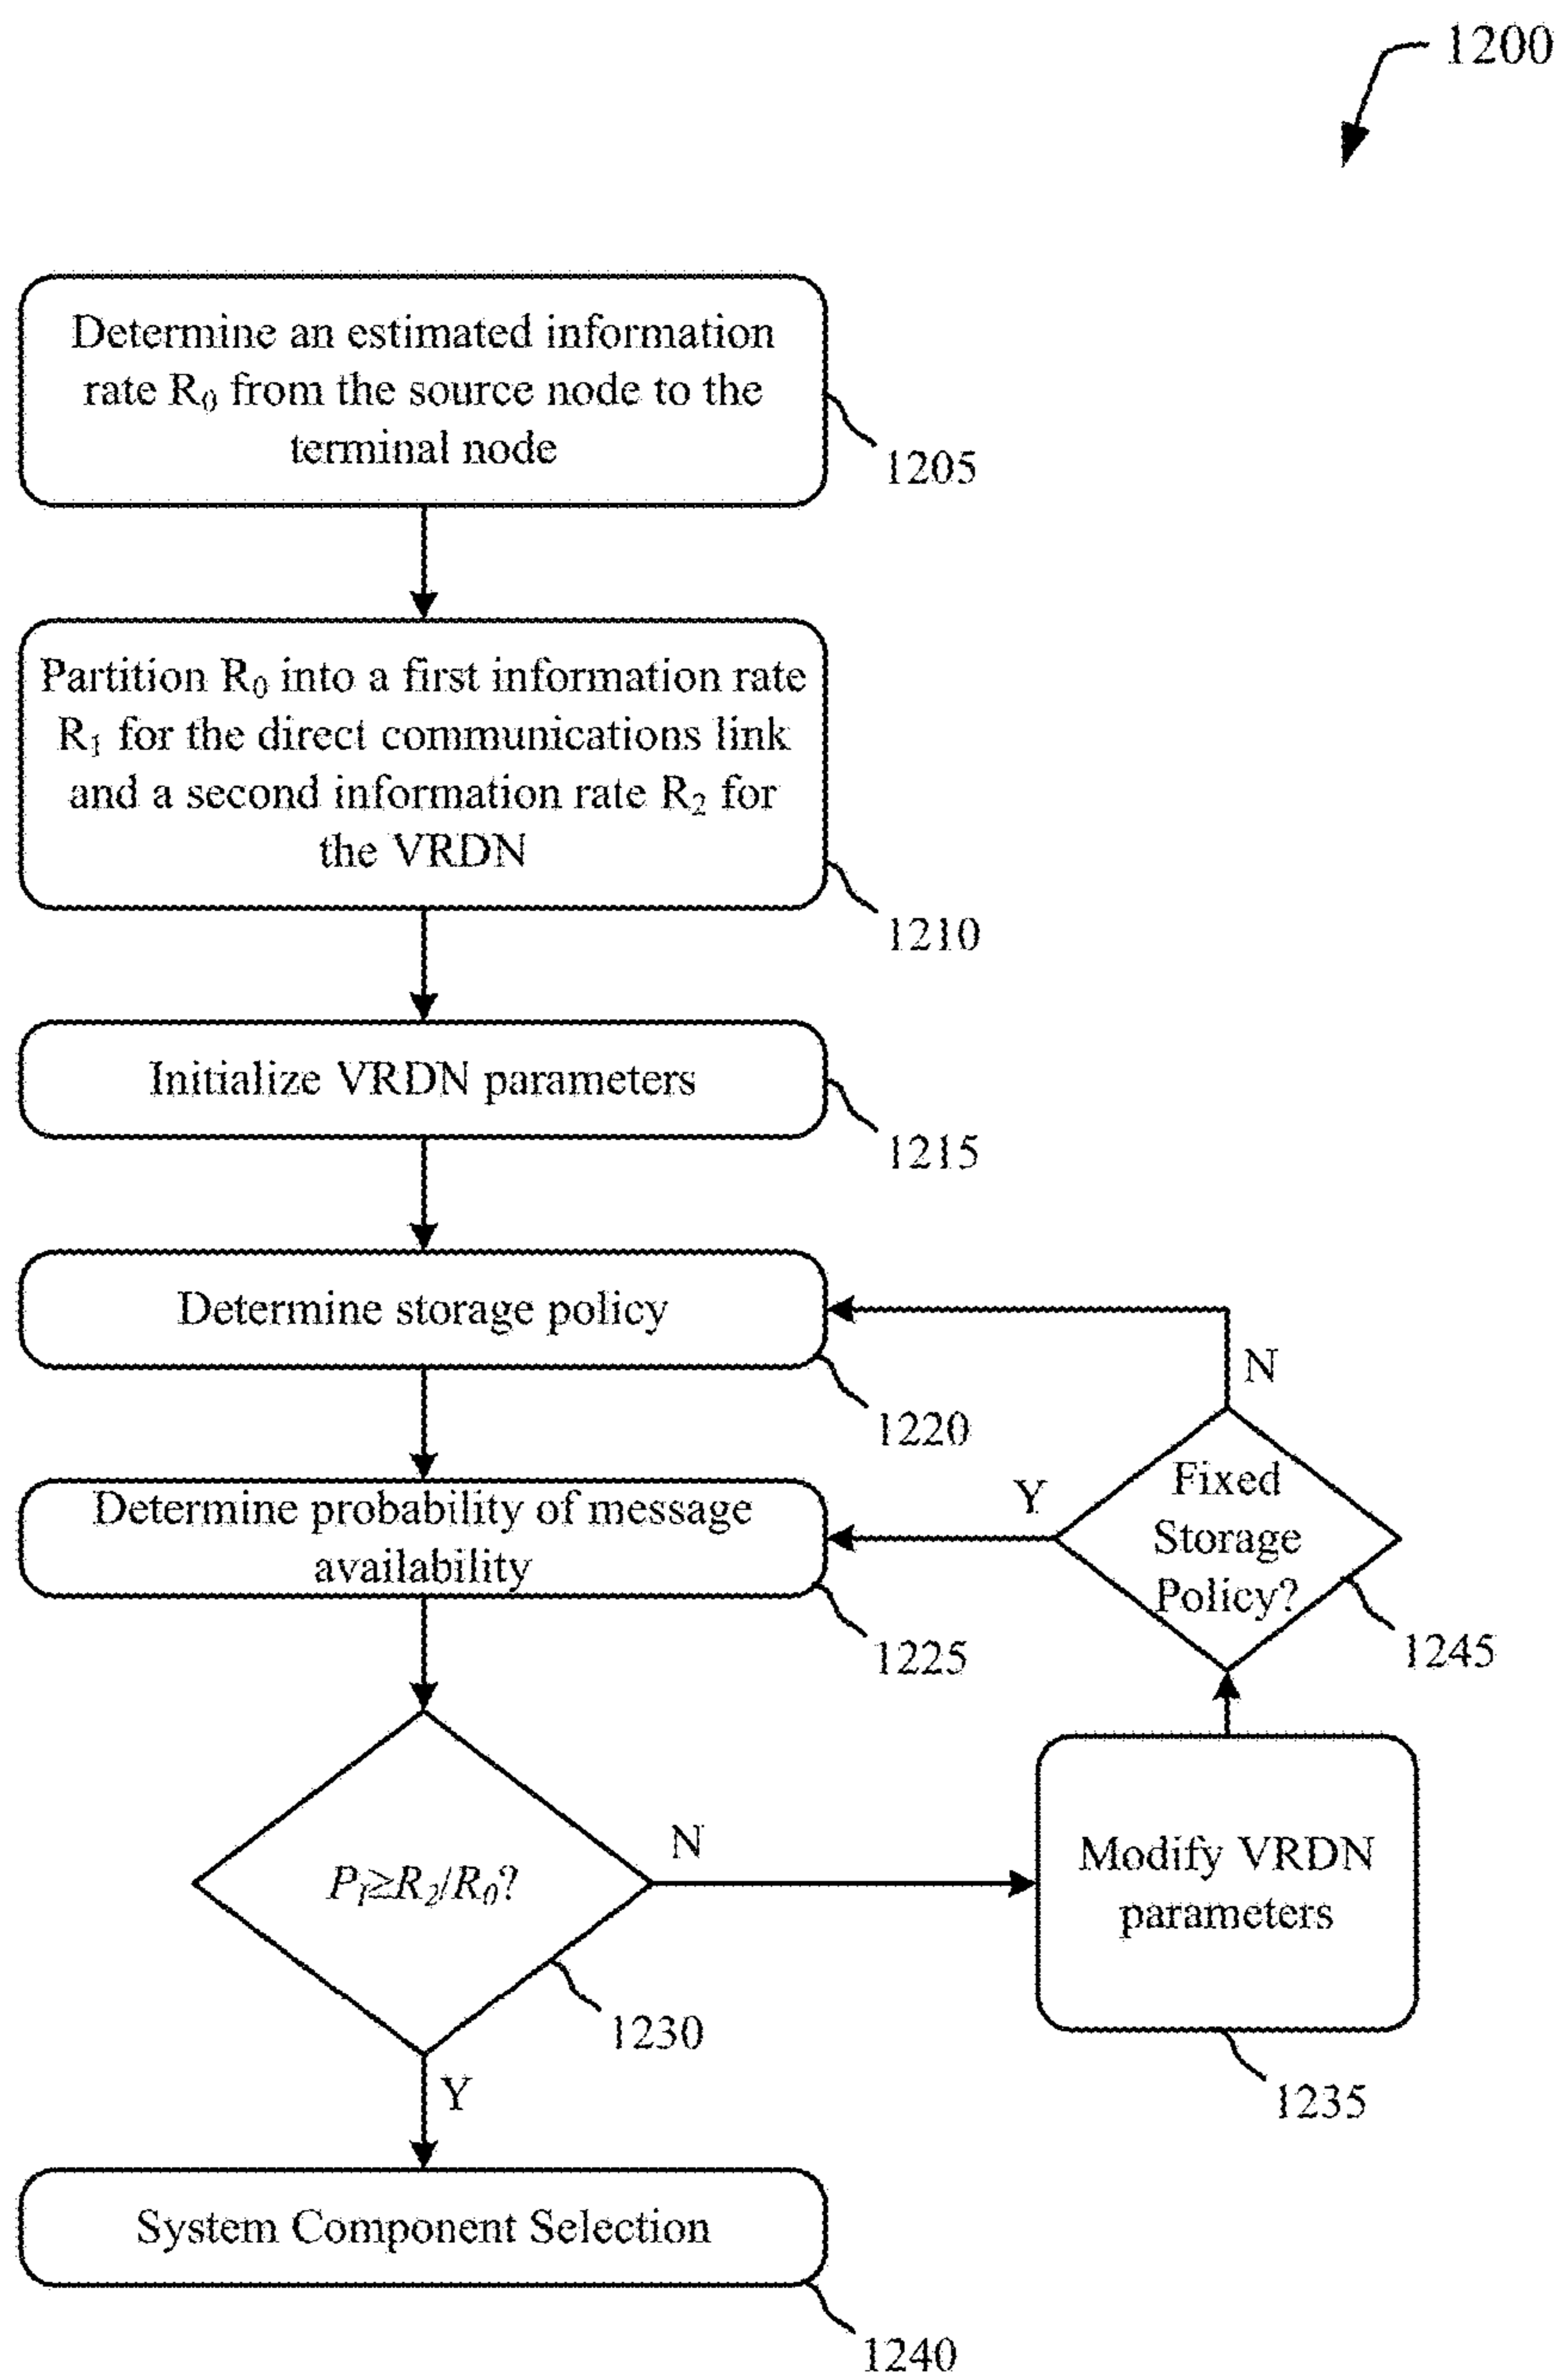 1200
Determine an estimated information
rate R₀ from the source node to the
terminal node
1205
Partition R₀ into a first information rate
R₁ for the direct communications link
and a second information rate R₂ for
the VRDN
1210
Initialize VRDN parameters
1215
Determine storage policy
1220
N
Fixed
Storage
Policy?
1245
Y
Determine probability of message
availability
1225
P₁≥R₂/R₀?
1230
N
Modify VRDN
parameters
1235
Y
System Component Selection
1240